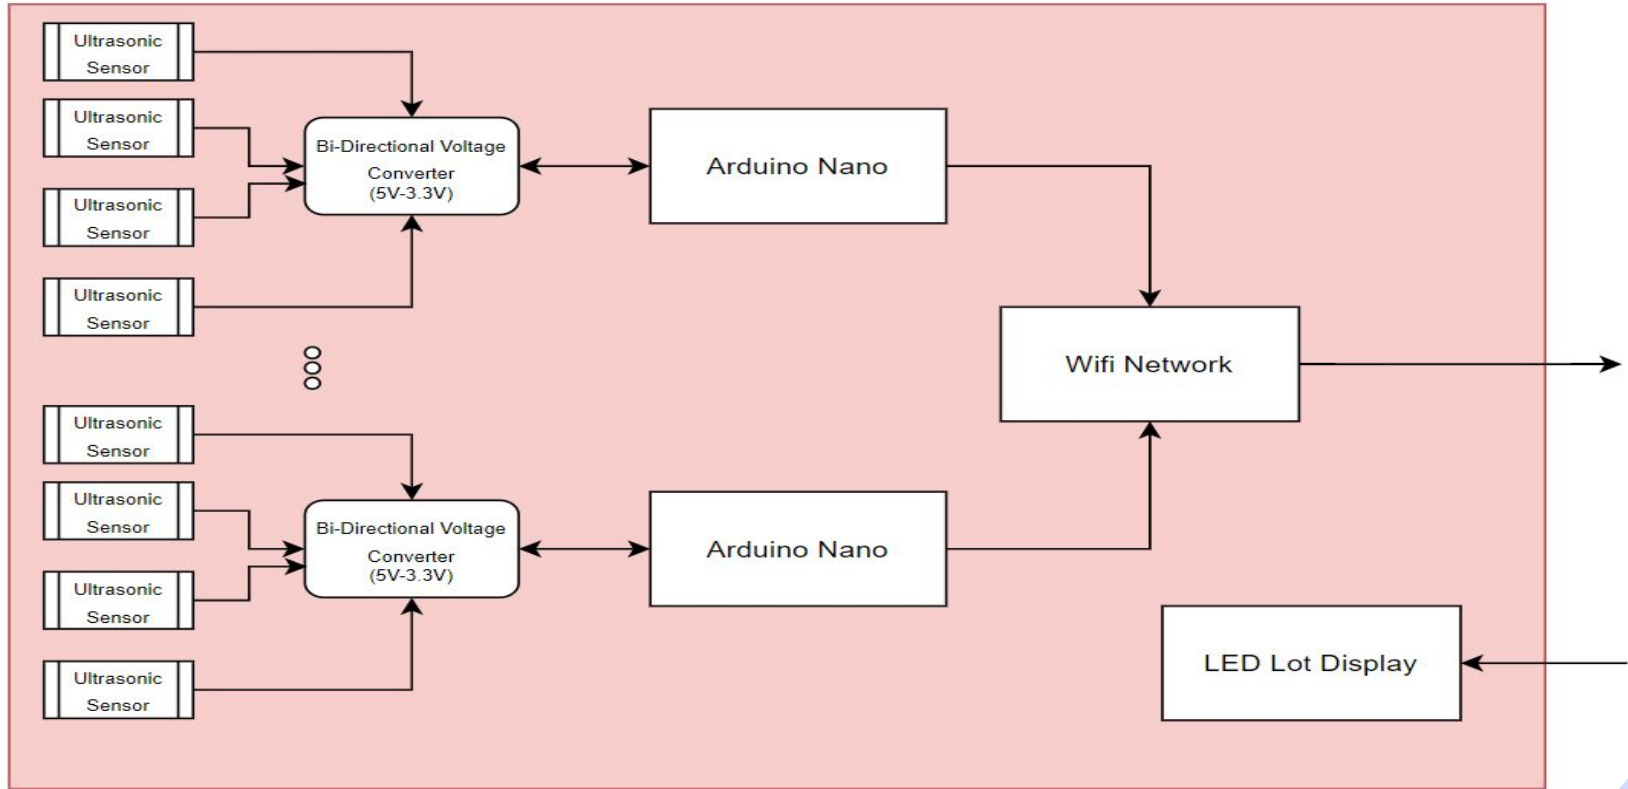 Ultrasonic
Sensor
Ultrasonic
Sensor
Ultrasonic
Sensor
Ultrasonic
Sensor
Bi-Directional Voltage
Converter
(5V-3.3V)
Arduino Nano
Wifi Network
Ultrasonic
Sensor
Ultrasonic
Sensor
Ultrasonic
Sensor
Ultrasonic
Sensor
Bi-Directional Voltage
Converter
(5V-3.3V)
Arduino Nano
LED Lot Display